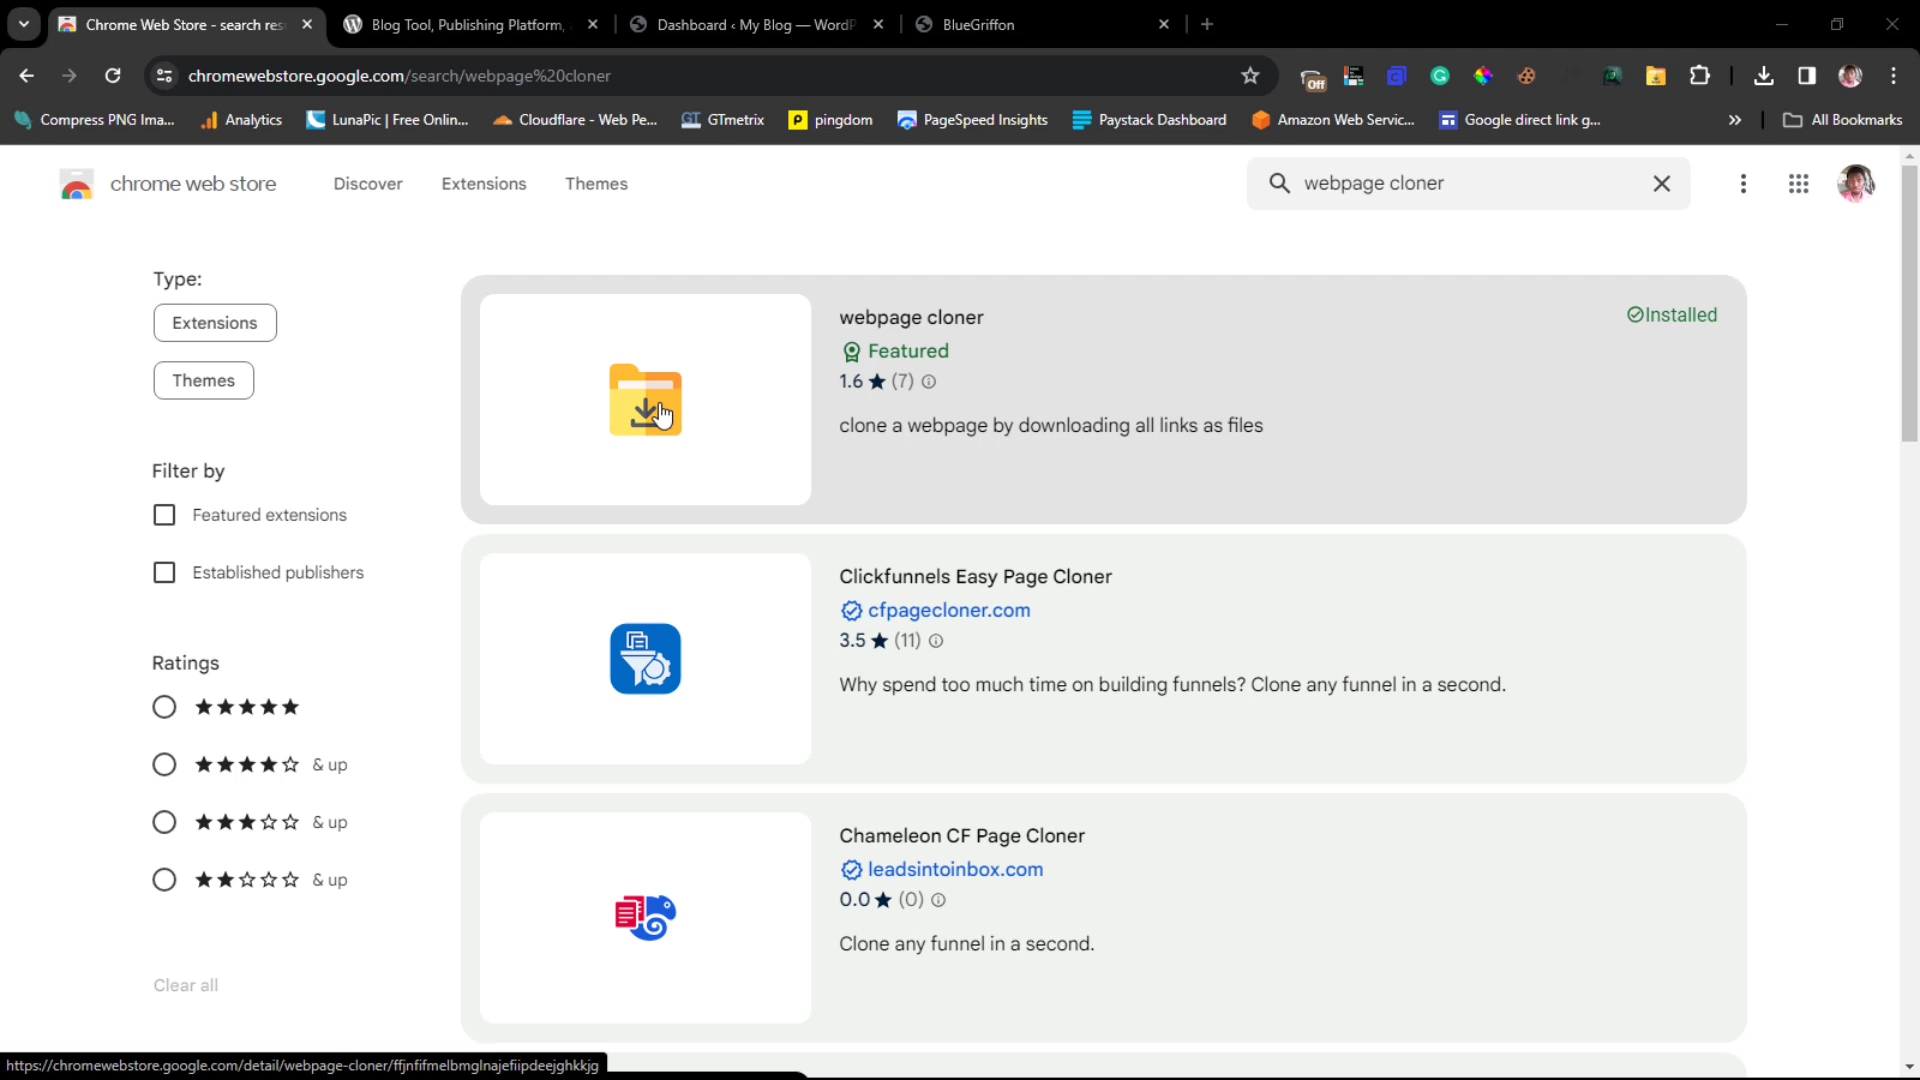 Chrome Web Store - search res
Blog Tool, Publishing Platform,
Dashboard ‹ My Blog — WordP
BlueGriffon
chromewebstore.google.com/search/webpage%20cloner
Off
Compress PNG Ima...
Analytics
LunaPic | Free Onlin...
Cloudflare - Web Pe...
GTmetrix
pingdom
PageSpeed Insights
Paystack Dashboard
Amazon Web Servic...
Google direct link g...
All Bookmarks
chrome web store
Discover
Extensions
Themes
webpage cloner
Type:
Extensions
Themes
Filter by
Featured extensions
Established publishers
Ratings
& up
& up
& up
Clear all
webpage cloner
Installed
Featured
1.6 ★ (7)
clone a webpage by downloading all links as files
Clickfunnels Easy Page Cloner
cfpagecloner.com
3.5 ★ (11)
Why spend too much time on building funnels? Clone any funnel in a second.
Chameleon CF Page Cloner
leadsintoinbox.com
0.0 ★ (0)
Clone any funnel in a second.
https://chromewebstore.google.com/detail/webpage-cloner/ffjnfifmelbmglnajefiipdeejghkkjg